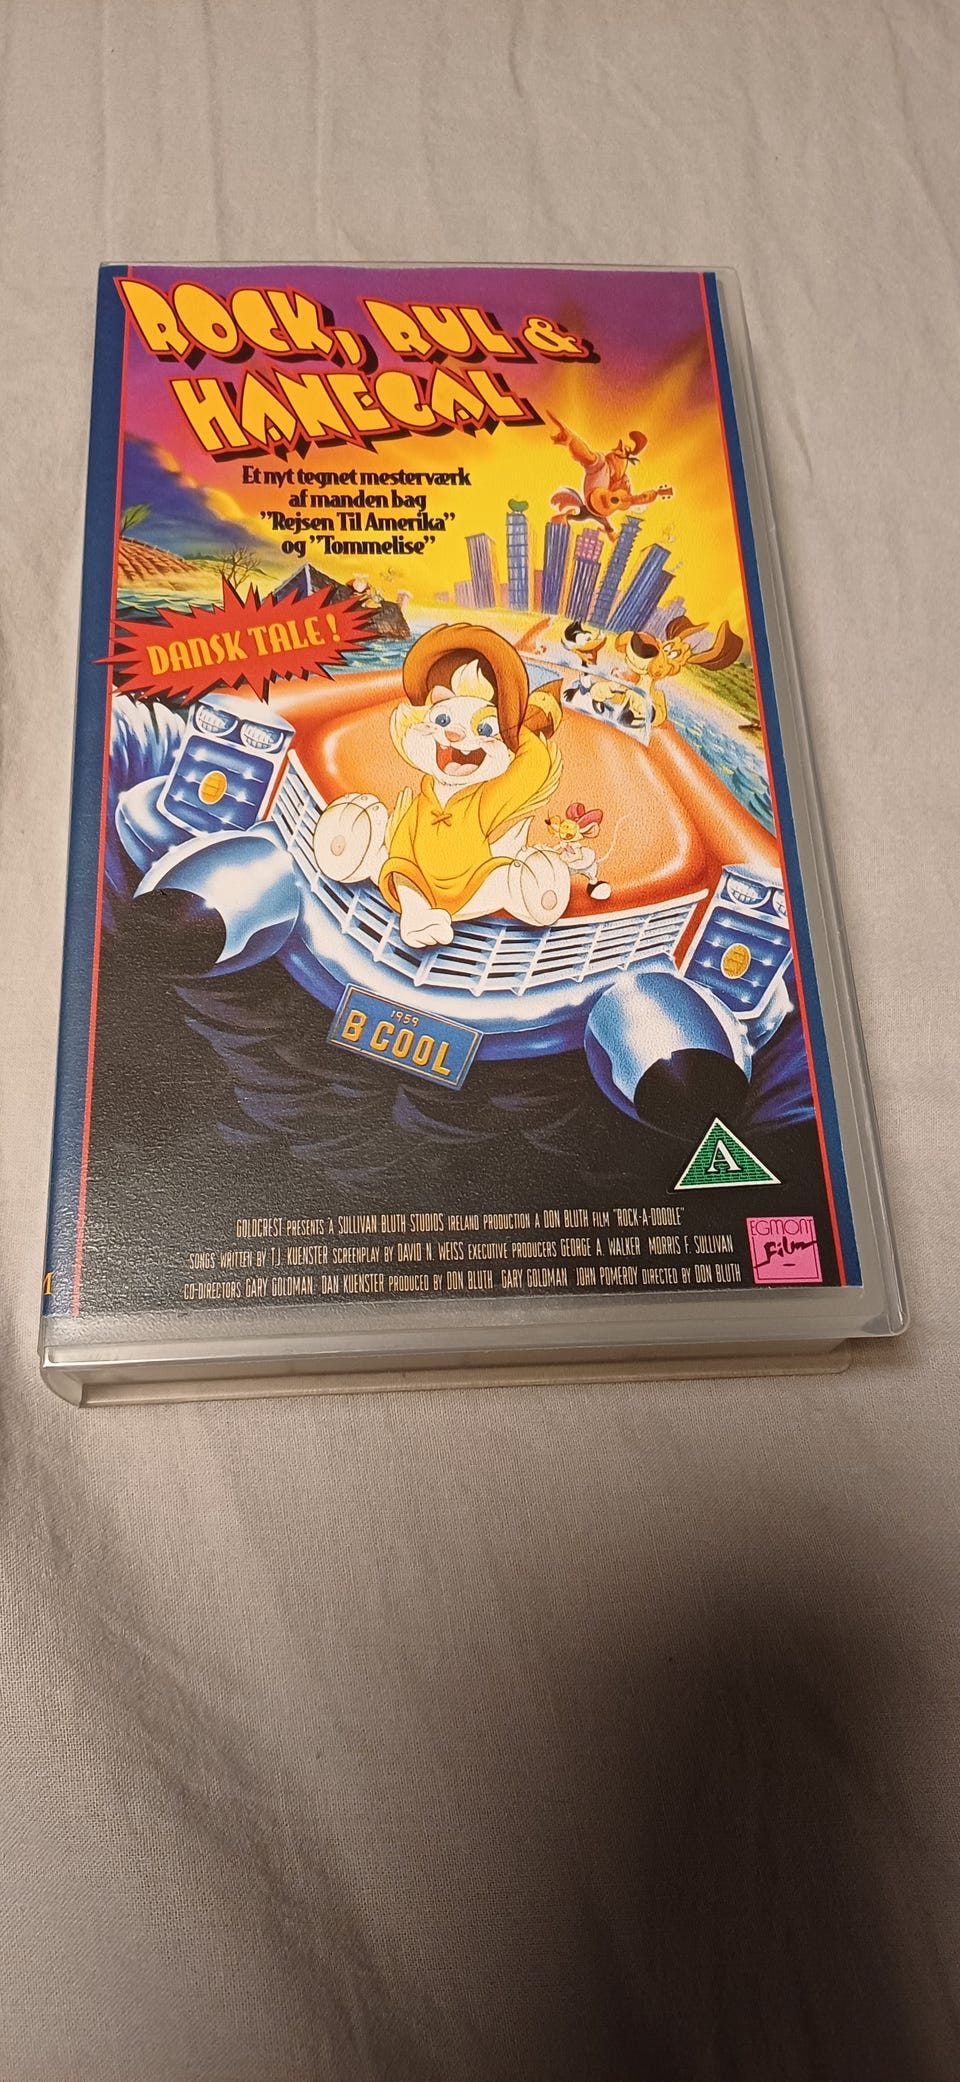 ROCK, RUL &
HANEGAL
Et nyt tegnet mesterværk
af manden bag
"Rejsen Til Amerika"
og "Tommelise"
DANSK TALE!
1959
B COOL
A
GOLDCREST PRESENTS A SULLIVAN BLUTH STUDIOS IRELAND PRODUCTION A DON BLUTH FILM "ROCK-A-DOODLE"
SONGS WRITTEN BY T.J. KUENSTER SCREENPLAY BY DAVID N. WEISS EXECUTIVE PRODUCERS GEORGE A. WALKER MORRIS F. SULLIVAN
CO-DIRECTORS GARY GOLDMAN DAN KUENSTER PRODUCED BY DON BLUTH GARY GOLDMAN JOHN POMEROY DIRECTED BY DON BLUTH
EGMONT
Film